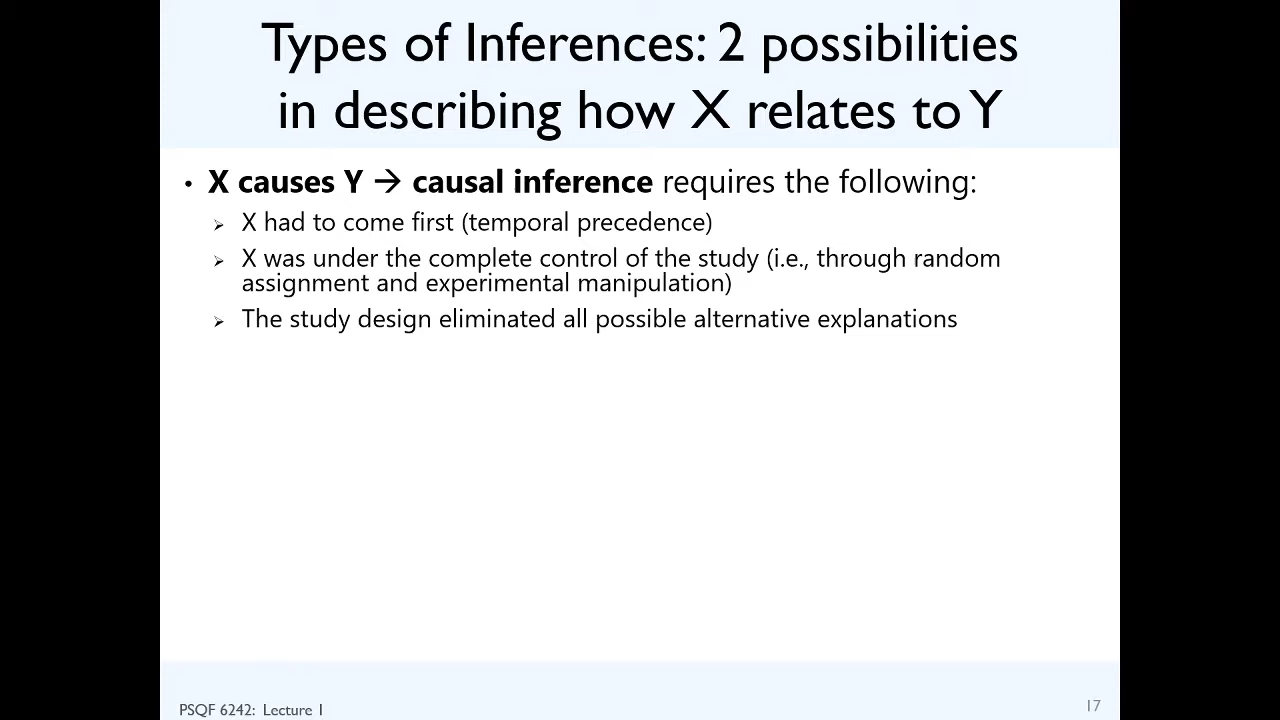 Types of Inferences: 2 possibilities
in describing how X relates to Y
• X causes Y → causal inference requires the following:
➢ X had to come first (temporal precedence)
➢ X was under the complete control of the study (i.e., through random
assignment and experimental manipulation)
➢ The study design eliminated all possible alternative explanations
PSQF 6242: Lecture 1
17